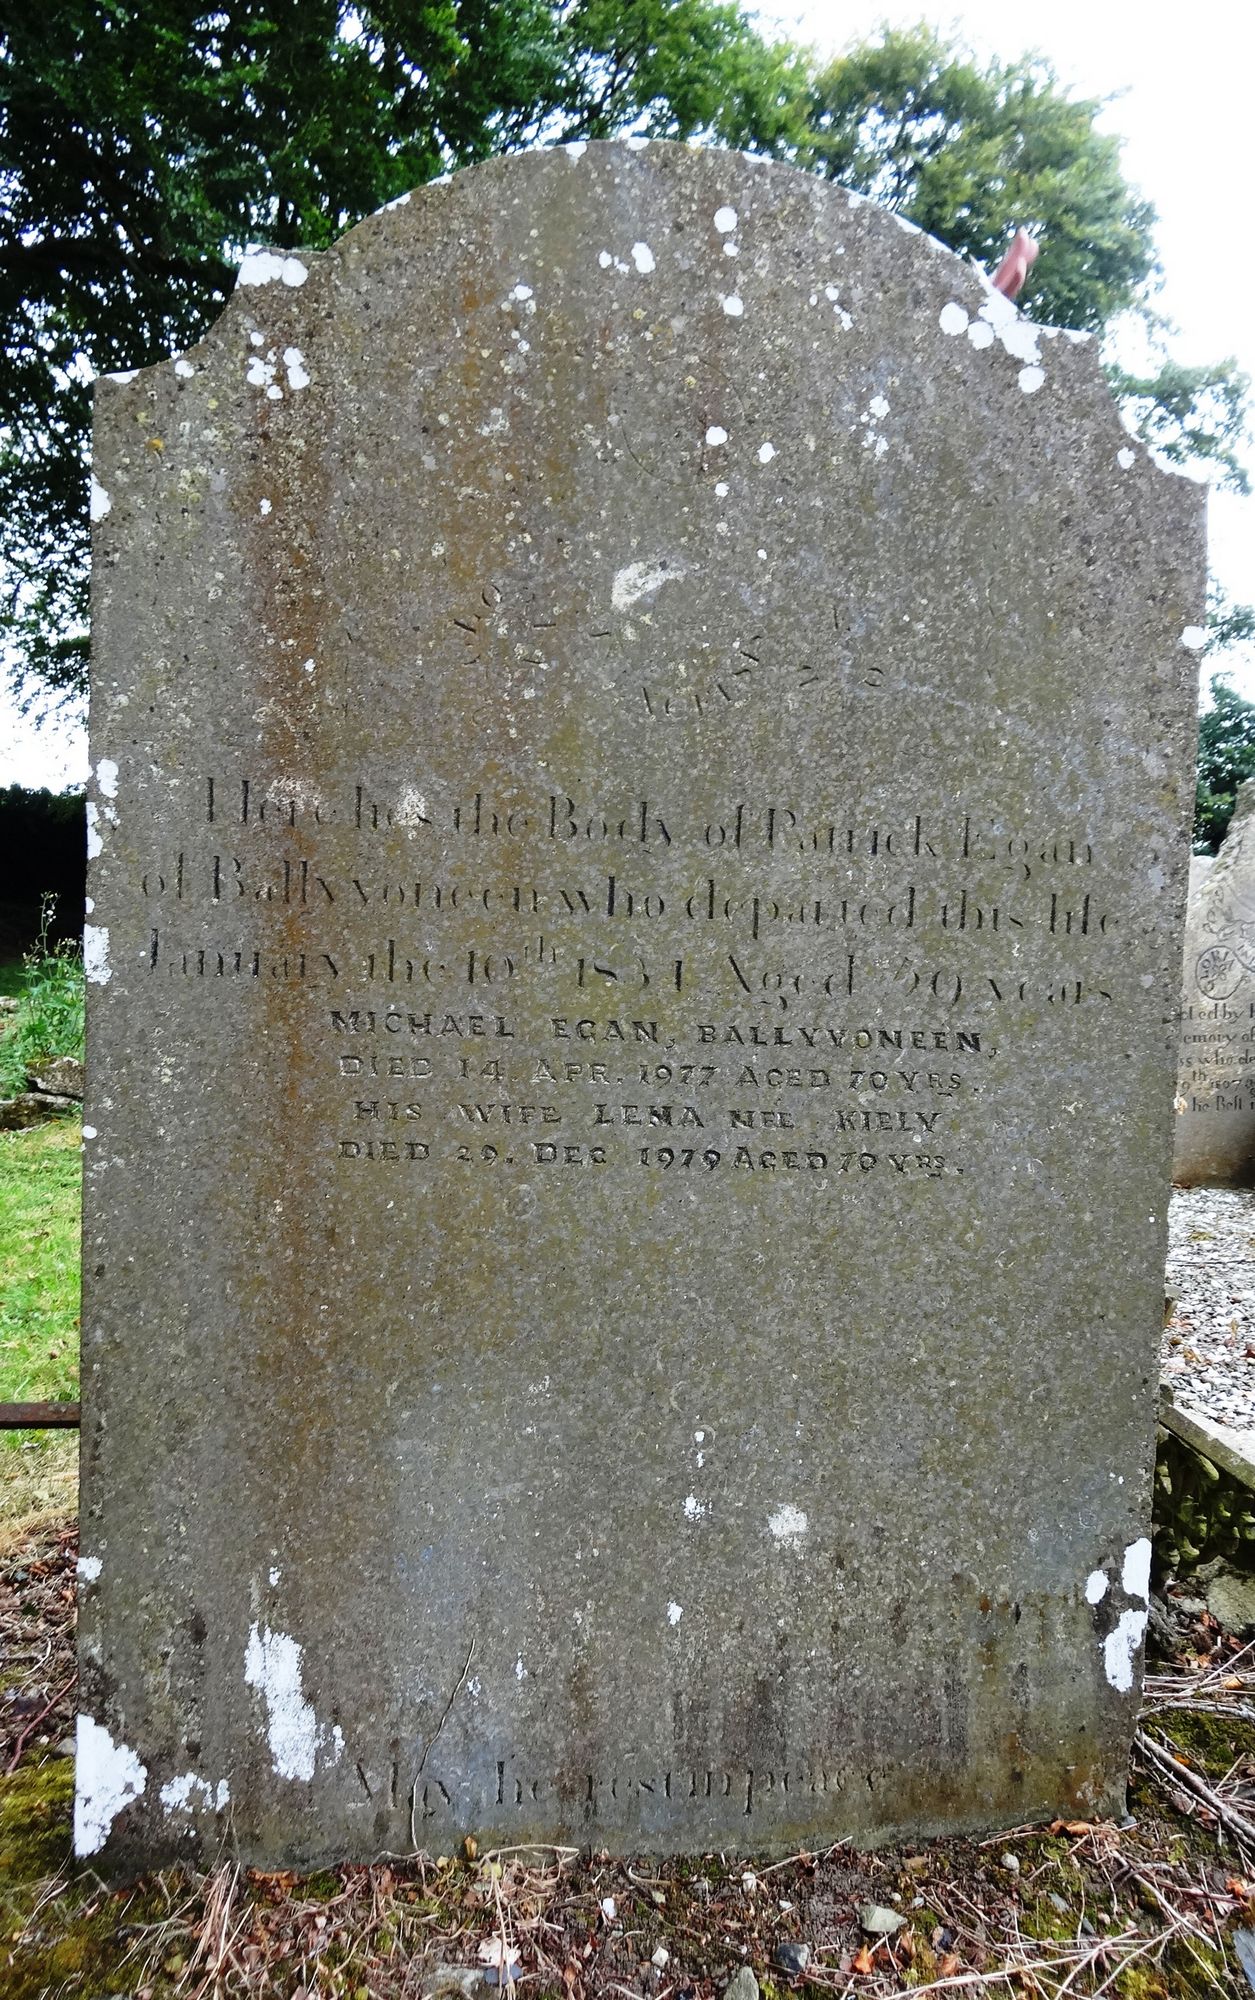 Here lies the Body of Patrick Egan
of Ballyvoneen who departed this life
January the 10th 1834 Aged 59 years
MICHAEL EGAN, BALLYVONEEN,
DIED 14. APR. 1977 AGED 70 YRS.
HIS WIFE LENA NEE KIELY
DIED 29. DEC 1979 AGED 70 YRS.
May he rest in peace